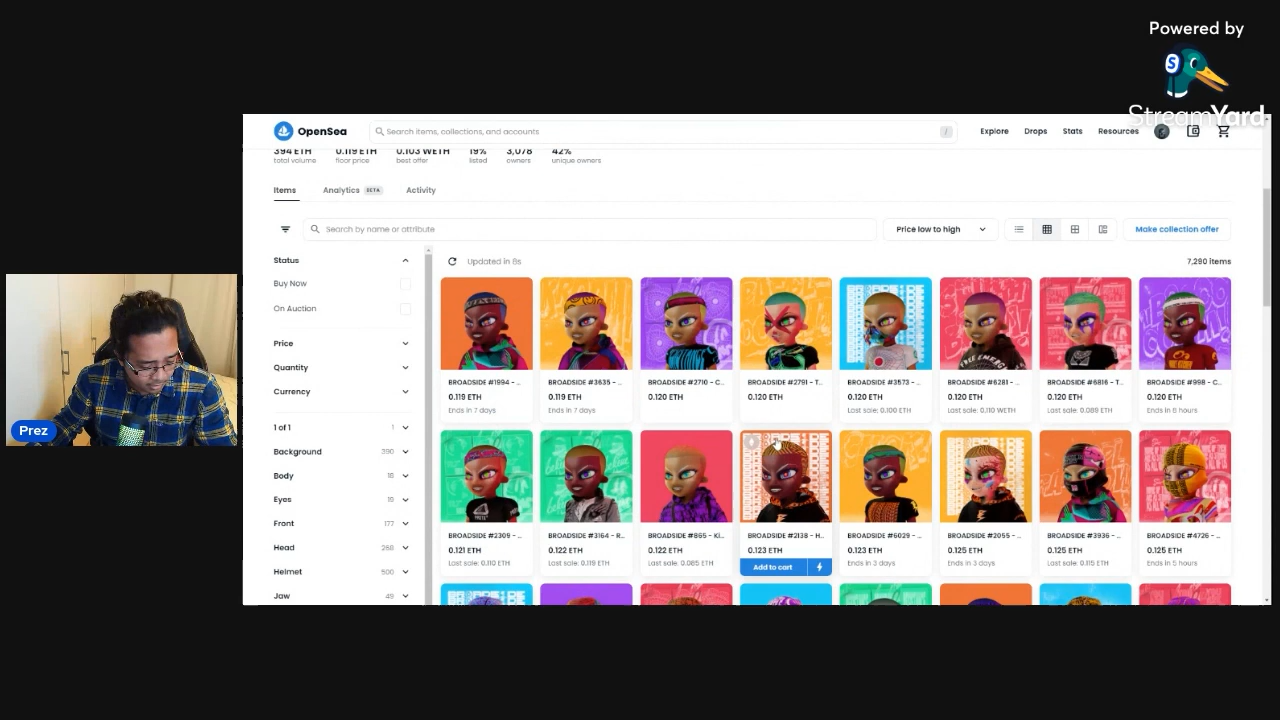 Powered by
S
StreamYard
OpenSea
Search items, collections, and accounts
/
Explore
Drops
Stats
Resources
394 ETH
0.119 ETH
0.103 WETH
19%
3,078
42%
total volume
floor price
best offer
listed
owners
unique owners
Items
Analytics
BETA
Activity
Search by name or attribute
Price low to high
Make collection offer
Status
Updated in 8s
7,290 items
Buy Now
On Auction
Price
Quantity
Currency
1 of 1
1
Background
390
Body
18
Eyes
19
Front
177
Head
268
Helmet
500
Jaw
49
BROADSIDE #1994 - ...
0.119 ETH
Ends in 7 days
BROADSIDE #3635 - ...
0.119 ETH
Ends in 7 days
BROADSIDE #2710 - C...
0.120 ETH
BROADSIDE #2791 - T...
0.120 ETH
BROADSIDE #3573 - ...
0.120 ETH
Last sale: 0.100 ETH
BROADSIDE #6281 - ...
0.120 ETH
Last sale: 0.110 WETH
BROADSIDE #6816 - T...
0.120 ETH
Last sale: 0.089 ETH
BROADSIDE #998 - C...
0.120 ETH
Ends in 8 hours
BROADSIDE #2309 - ...
0.121 ETH
Last sale: 0.110 ETH
BROADSIDE #3164 - R...
0.122 ETH
Last sale: 0.119 ETH
BROADSIDE #865 - Ki...
0.122 ETH
Last sale: 0.085 ETH
BROADSIDE #2138 - H...
0.123 ETH
Add to cart
BROADSIDE #6029 - ...
0.123 ETH
Ends in 3 days
BROADSIDE #2055 - ...
0.125 ETH
Ends in 3 days
BROADSIDE #3936 - ...
0.125 ETH
Last sale: 0.115 ETH
BROADSIDE #4726 - ...
0.125 ETH
Ends in 5 hours
Prez